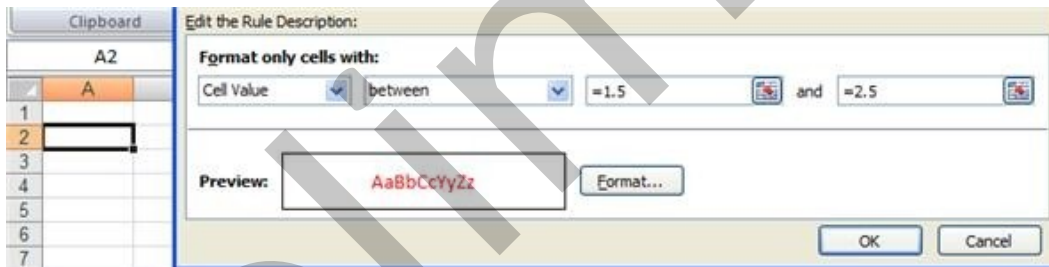 Clipboard
Edit the Rule Description:
A2
Format only cells with:
A
Cell Value between =1.5 and =2.5
1
2
3
4
5
6
7
Preview: AaBbCcYyZz Format...
OK Cancel